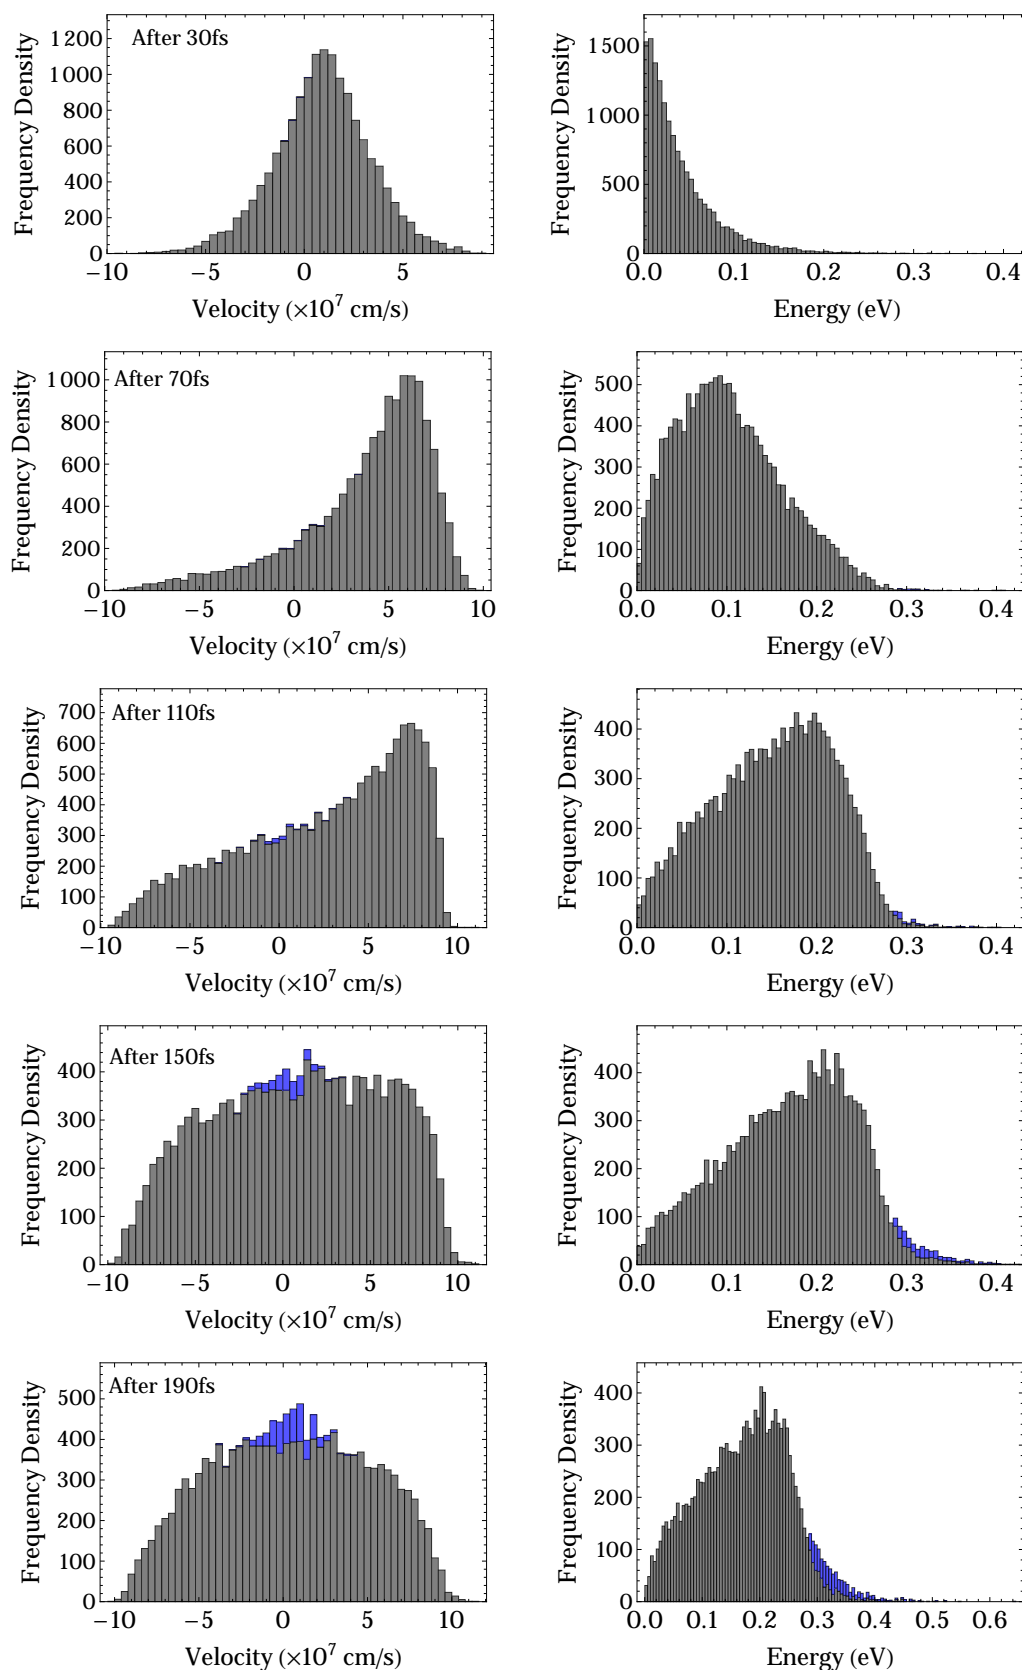 After 30fs
Frequency Density
1200
1000
800
600
400
200
0
−10 −5 0 5
Velocity (×10⁷ cm/s)
Frequency Density
1500
1000
500
0
0.0 0.1 0.2 0.3 0.4
Energy (eV)
After 70fs
Frequency Density
1000
800
600
400
200
0
−10 −5 0 5 10
Velocity (×10⁷ cm/s)
Frequency Density
500
400
300
200
100
0
0.0 0.1 0.2 0.3 0.4
Energy (eV)
After 110fs
Frequency Density
700
600
500
400
300
200
100
0
−10 −5 0 5 10
Velocity (×10⁷ cm/s)
Frequency Density
400
300
200
100
0
0.0 0.1 0.2 0.3 0.4
Energy (eV)
After 150fs
Frequency Density
400
300
200
100
0
−10 −5 0 5 10
Velocity (×10⁷ cm/s)
Frequency Density
400
300
200
100
0
0.0 0.1 0.2 0.3 0.4
Energy (eV)
After 190fs
Frequency Density
500
400
300
200
100
0
−10 −5 0 5 10
Velocity (×10⁷ cm/s)
Frequency Density
400
300
200
100
0
0.0 0.1 0.2 0.3 0.4 0.5 0.6
Energy (eV)